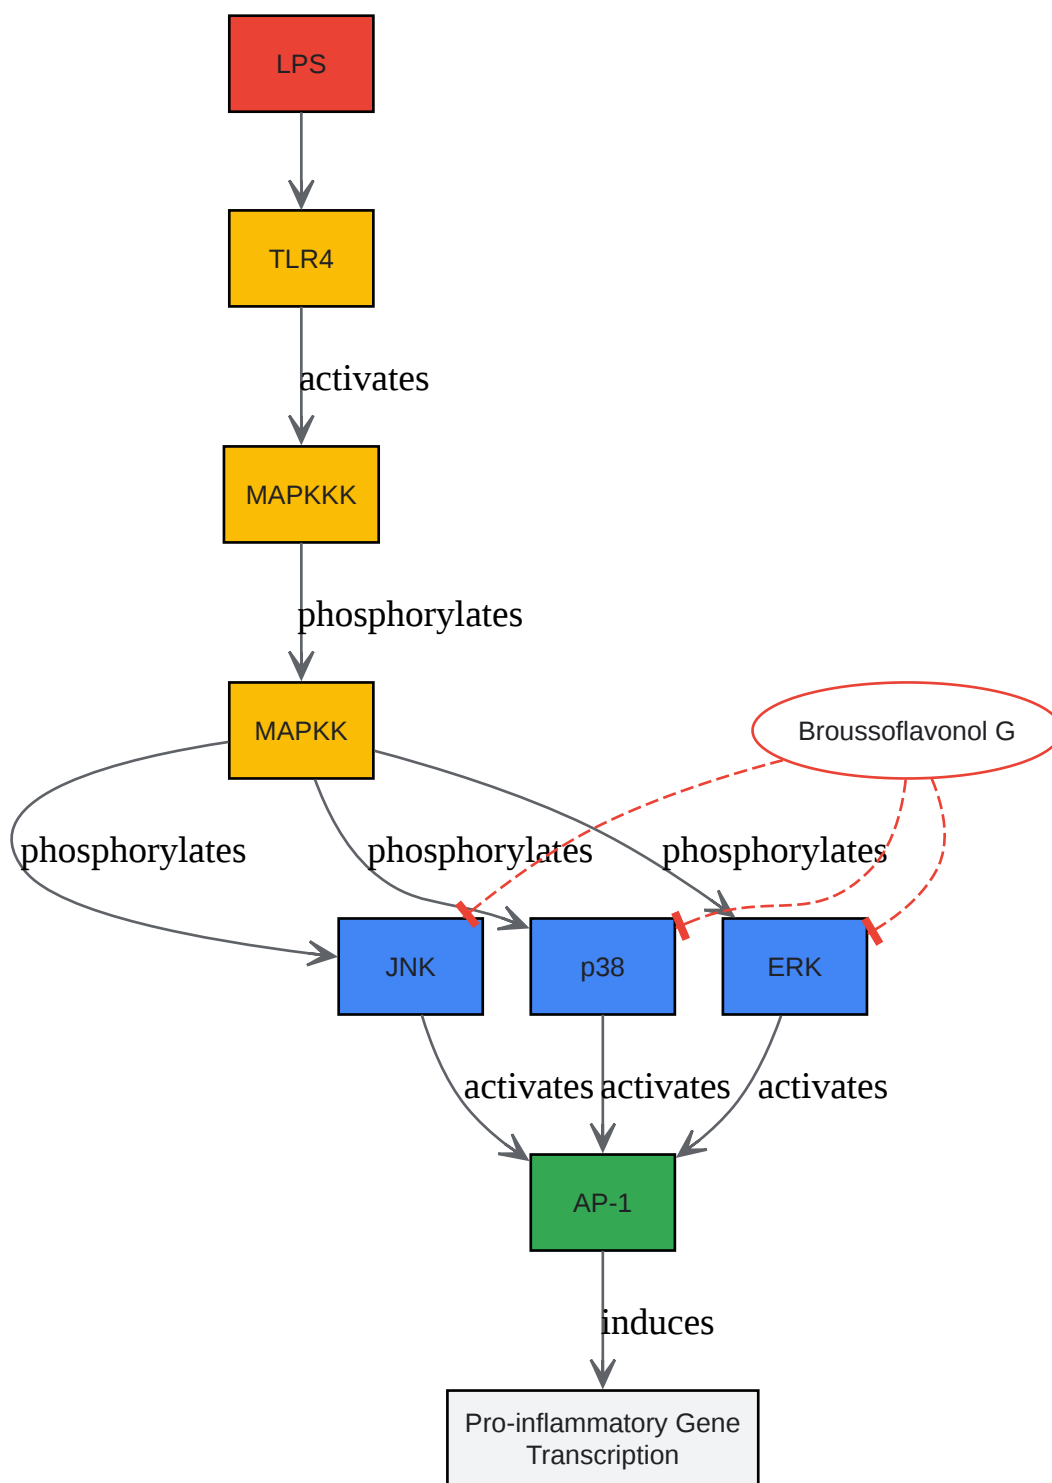 LPS
TLR4
activates
MAPKKK
phosphorylates
MAPKK
Broussoflavonol G
phosphorylates
phosphorylates
phosphorylates
JNK
p38
ERK
activates
activates
activates
AP-1
induces
Pro-inflammatory Gene
Transcription